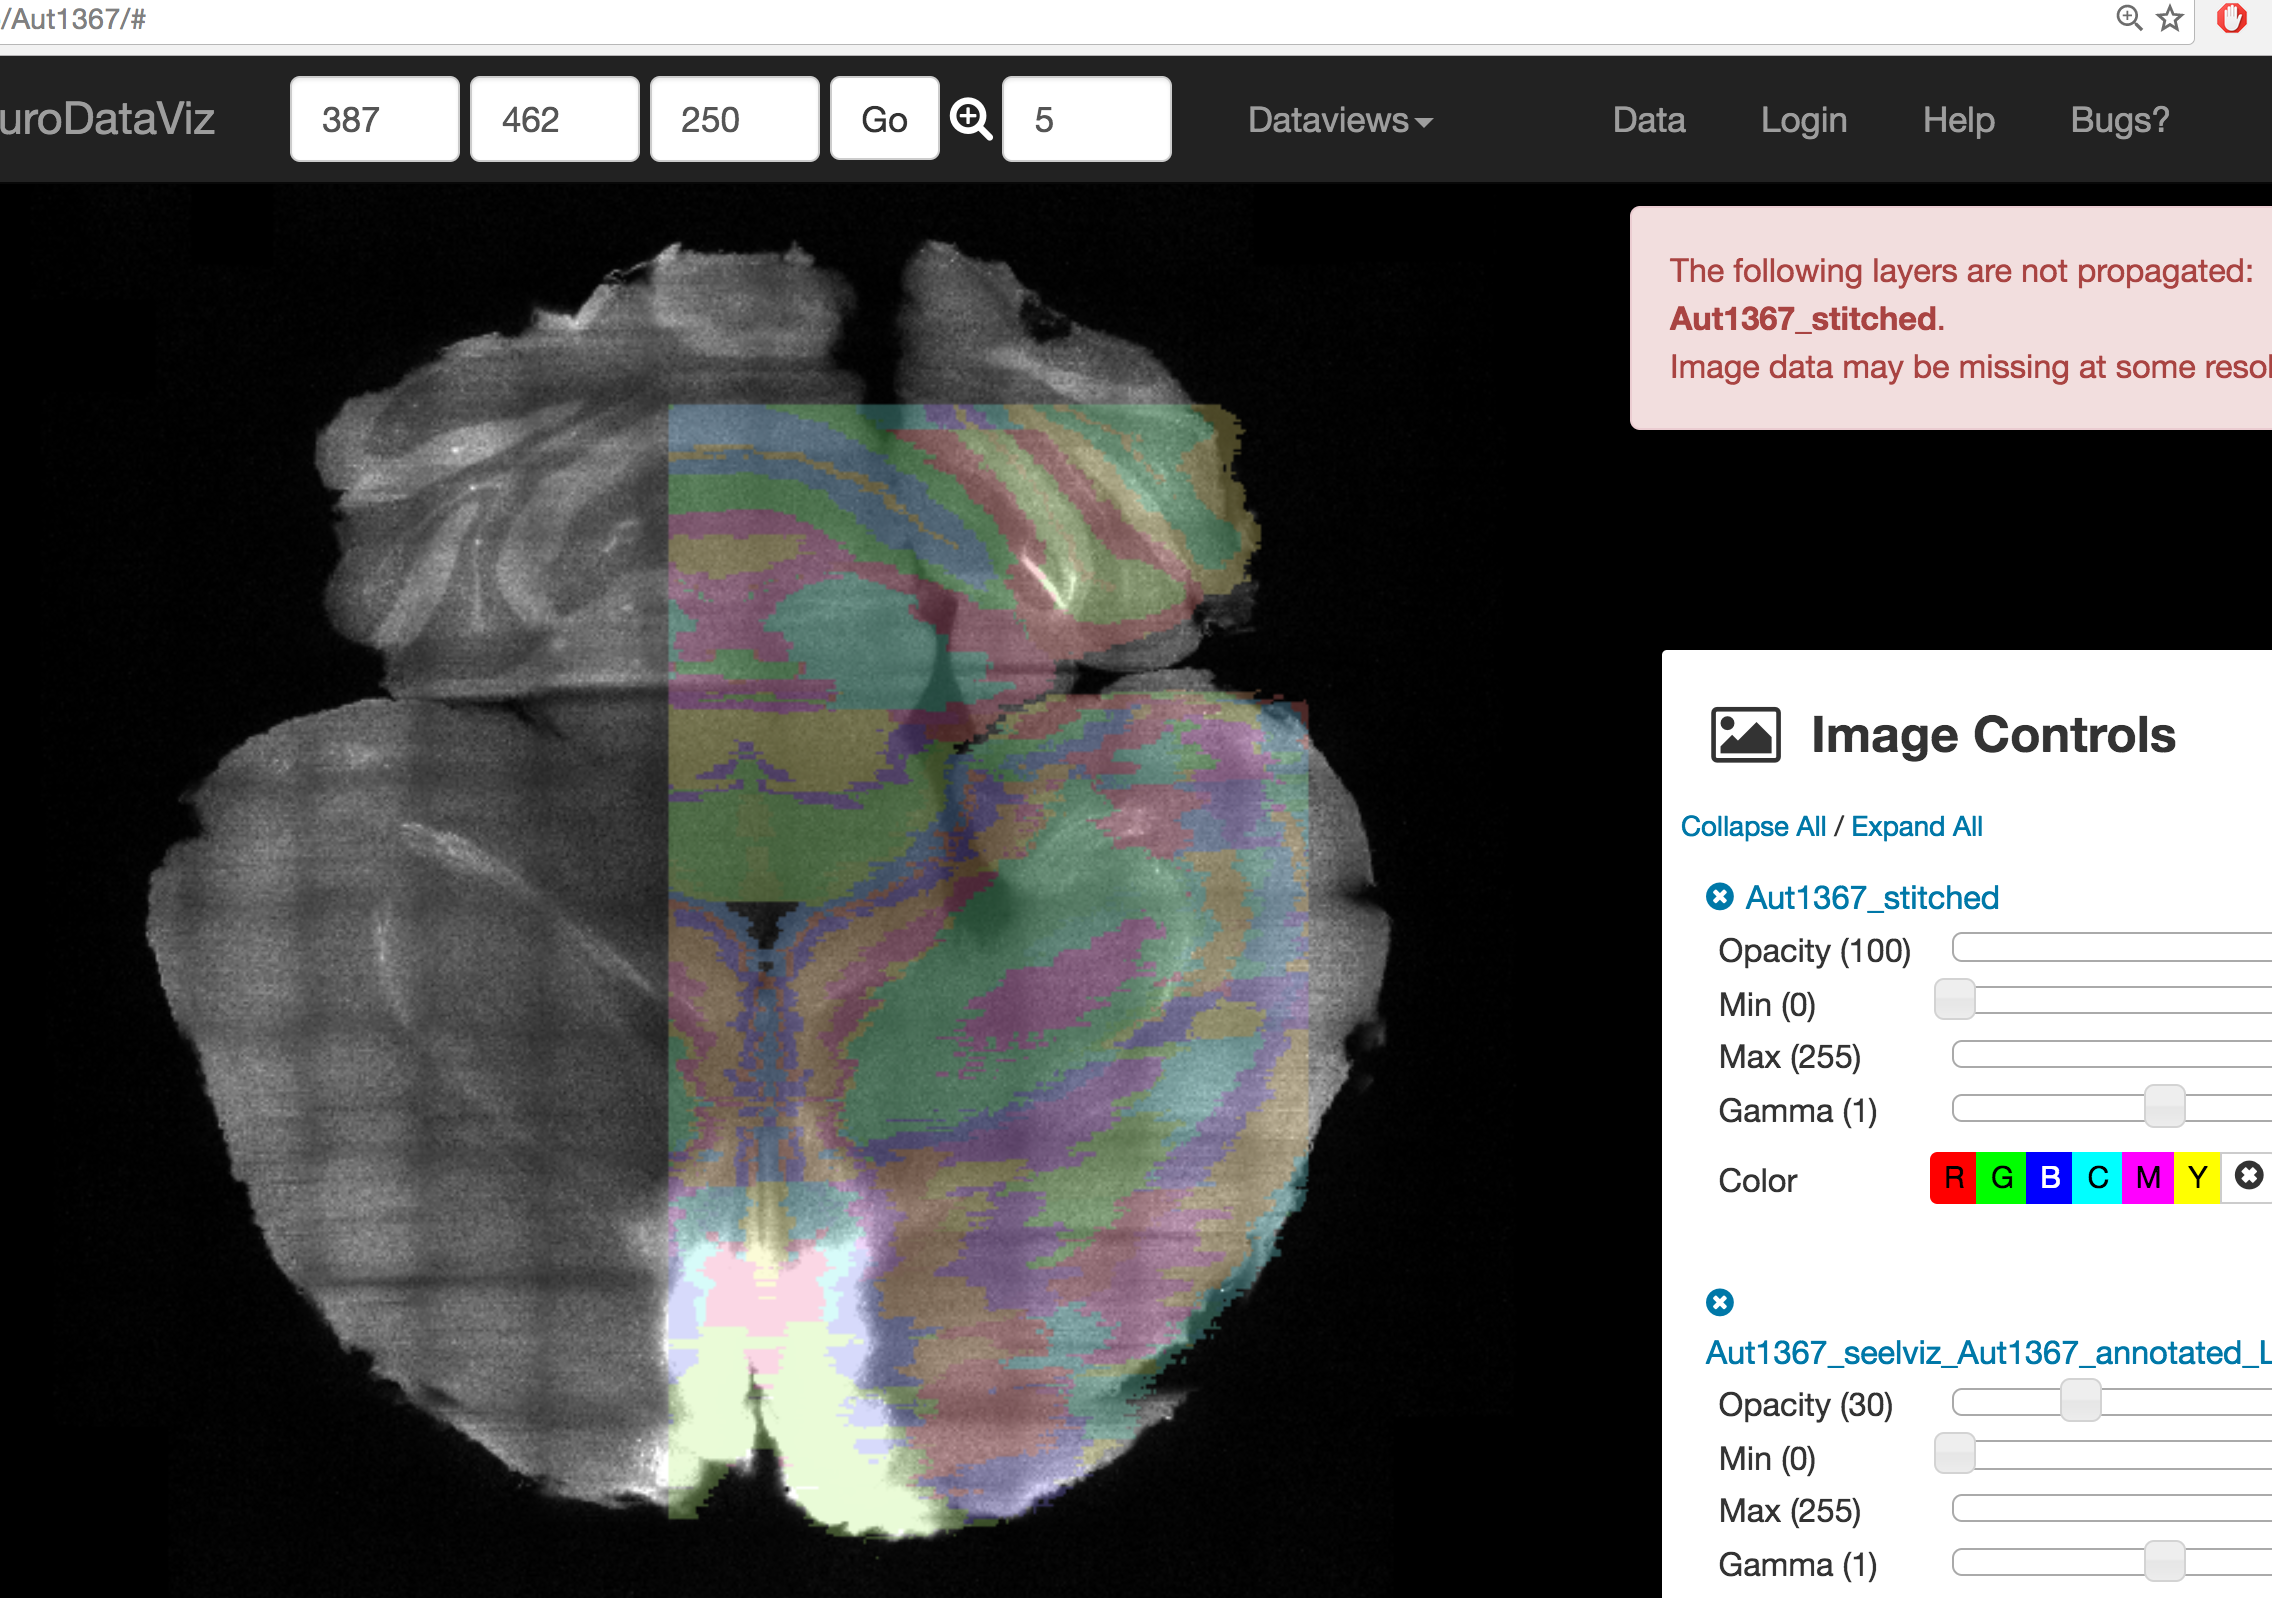 /Aut1367/#
uroDataViz 387 462 250 Go 5 Dataviews Data Login Help Bugs?
The following layers are not propagated:
Aut1367_stitched.
Image data may be missing at some resol
Image Controls
Collapse All / Expand All
Aut1367_stitched
Opacity (100)
Min (0)
Max (255)
Gamma (1)
Color R G B C M Y
Aut1367_seelviz_Aut1367_annotated_L
Opacity (30)
Min (0)
Max (255)
Gamma (1)